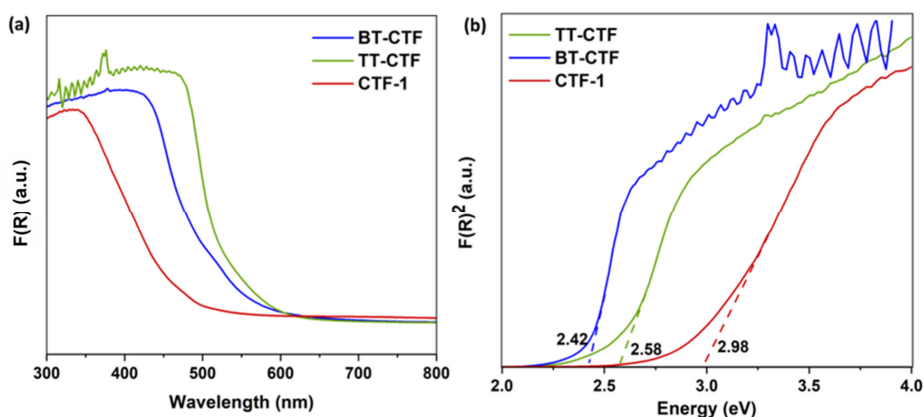 (a)
BT-CTF
TT-CTF
CTF-1
F(R) (a.u.)
300 400 500 600 700 800
Wavelength (nm)
(b)
TT-CTF
BT-CTF
CTF-1
F(R)² (a.u.)
2.42
2.58
2.98
2.0 2.5 3.0 3.5 4.0
Energy (eV)